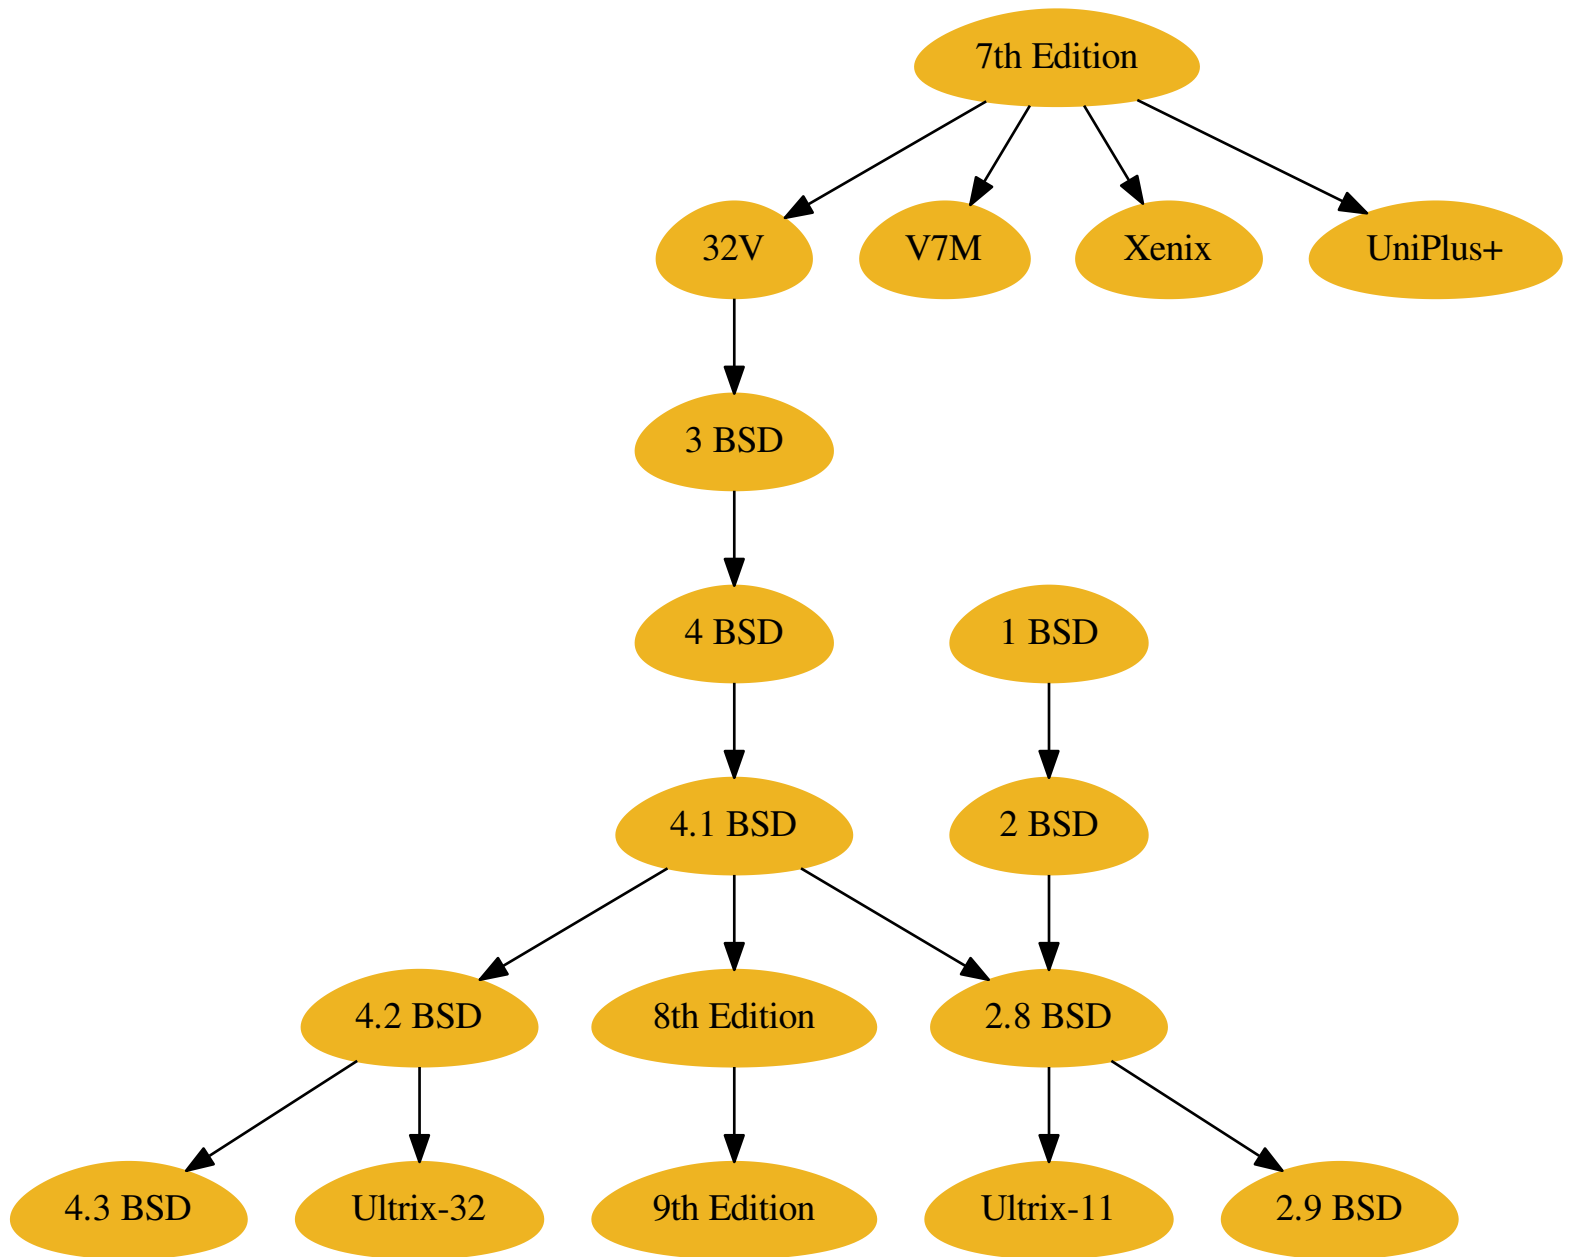 7th Edition
32V
V7M
Xenix
UniPlus+
3 BSD
4 BSD
1 BSD
4.1 BSD
2 BSD
4.2 BSD
8th Edition
2.8 BSD
4.3 BSD
Ultrix-32
9th Edition
Ultrix-11
2.9 BSD